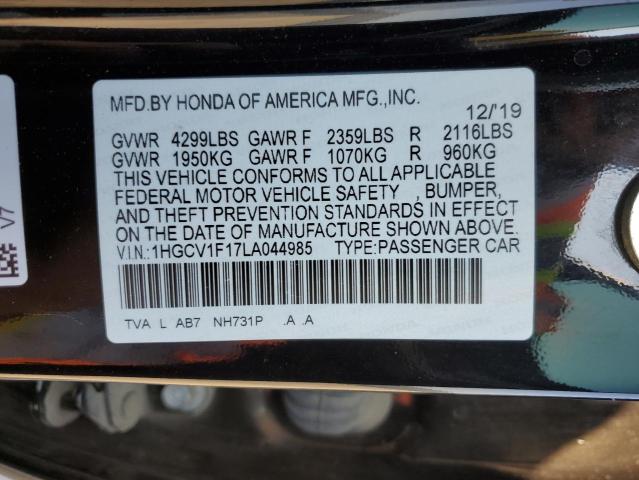 MFD.BY HONDA OF AMERICA MFG.,INC.
12/'19
GVWR 4299LBS GAWR F 2359LBS R 2116LBS
GVWR 1950KG GAWR F 1070KG R 960KG
THIS VEHICLE CONFORMS TO ALL APPLICABLE
FEDERAL MOTOR VEHICLE SAFETY , BUMPER,
AND THEFT PREVENTION STANDARDS IN EFFECT
ON THE DATE OF MANUFACTURE SHOWN ABOVE.
V.I.N.:1HGCV1F17LA044985 TYPE:PASSENGER CAR
TVA L AB7 NH731P .A .A
V7